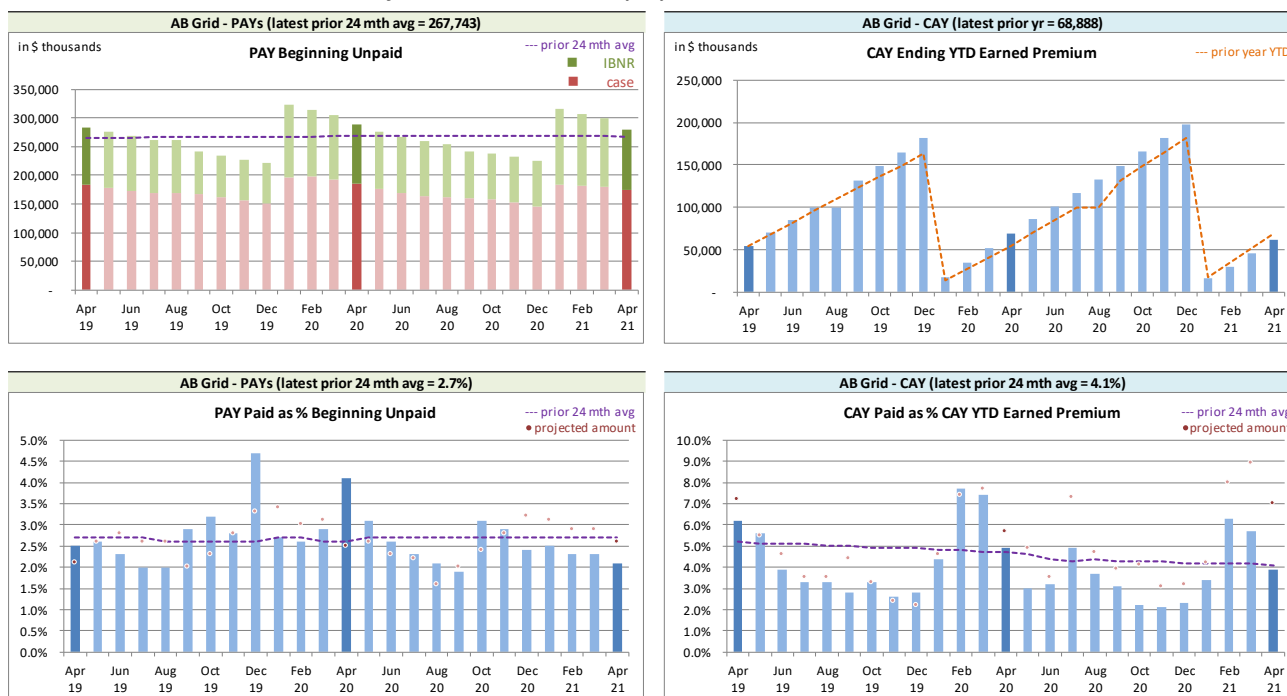 AB Grid - PAYs (latest prior 24 mth avg = 267,743)
in $ thousands
PAY Beginning Unpaid
--- prior 24 mth avg
IBNR
case
350,000
300,000
250,000
200,000
150,000
100,000
50,000
-
Apr Jun Aug Oct Dec Feb Apr Jun Aug Oct Dec Feb Apr
19 19 19 19 19 20 20 20 20 20 20 21 21
AB Grid - CAY (latest prior yr = 68,888)
in $ thousands
CAY Ending YTD Earned Premium
--- prior year YTD
250,000
200,000
150,000
100,000
50,000
-
Apr Jun Aug Oct Dec Feb Apr Jun Aug Oct Dec Feb Apr
19 19 19 19 19 20 20 20 20 20 20 21 21
AB Grid - PAYs (latest prior 24 mth avg = 2.7%)
PAY Paid as % Beginning Unpaid
--- prior 24 mth avg
projected amount
5.0%
4.5%
4.0%
3.5%
3.0%
2.5%
2.0%
1.5%
1.0%
0.5%
0.0%
Apr Jun Aug Oct Dec Feb Apr Jun Aug Oct Dec Feb Apr
19 19 19 19 19 20 20 20 20 20 20 21 21
AB Grid - CAY (latest prior 24 mth avg = 4.1%)
CAY Paid as % CAY YTD Earned Premium
--- prior 24 mth avg
projected amount
10.0%
9.0%
8.0%
7.0%
6.0%
5.0%
4.0%
3.0%
2.0%
1.0%
0.0%
Apr Jun Aug Oct Dec Feb Apr Jun Aug Oct Dec Feb Apr
19 19 19 19 19 20 20 20 20 20 20 21 21